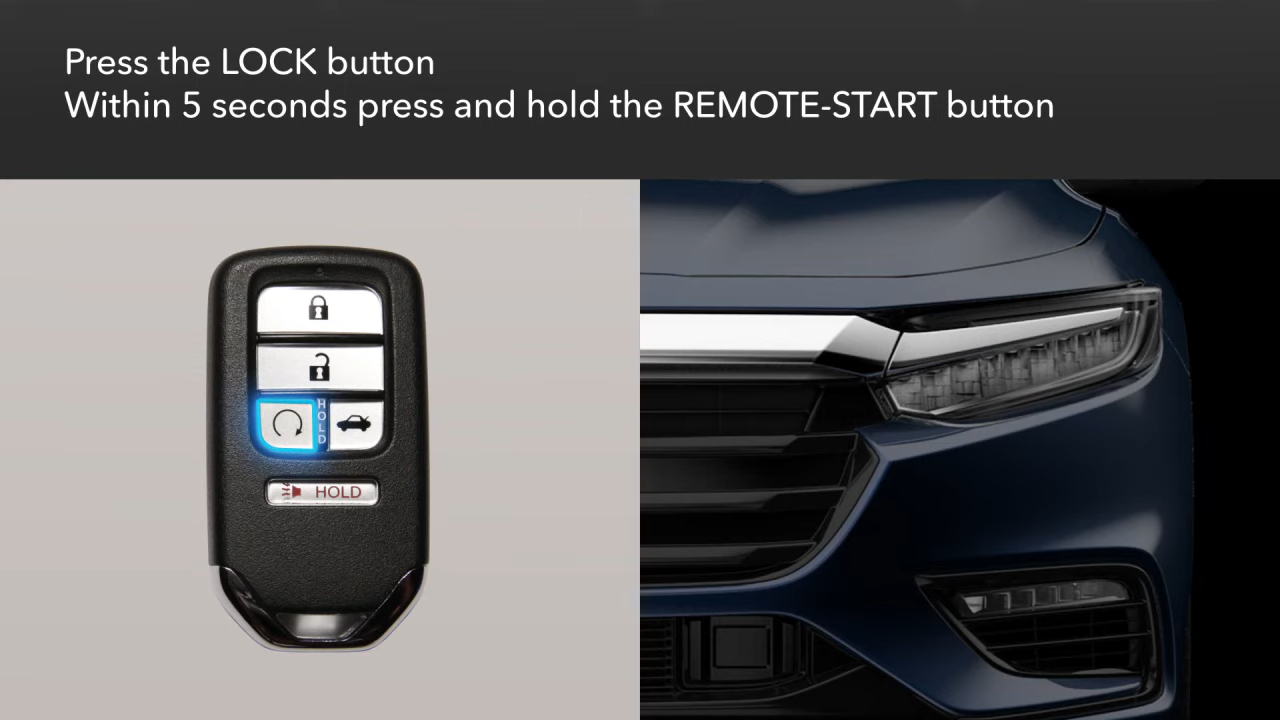 Press the LOCK button
Within 5 seconds press and hold the REMOTE-START button
HOLD
HOLD